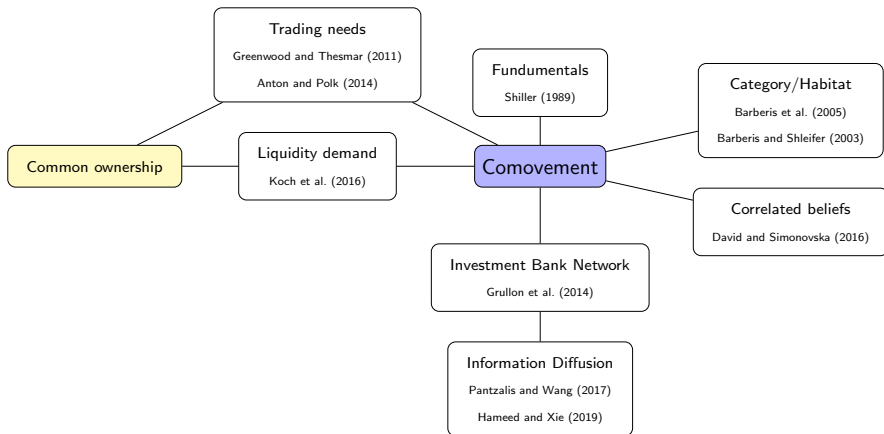 Trading needs
Greenwood and Thesmar (2011)
Anton and Polk (2014)
Fundumentals
Shiller (1989)
Category/Habitat
Barberis et al. (2005)
Barberis and Shleifer (2003)
Common ownership
Liquidity demand
Koch et al. (2016)
Comovement
Correlated beliefs
David and Simonovska (2016)
Investment Bank Network
Grullon et al. (2014)
Information Diffusion
Pantzalis and Wang (2017)
Hameed and Xie (2019)